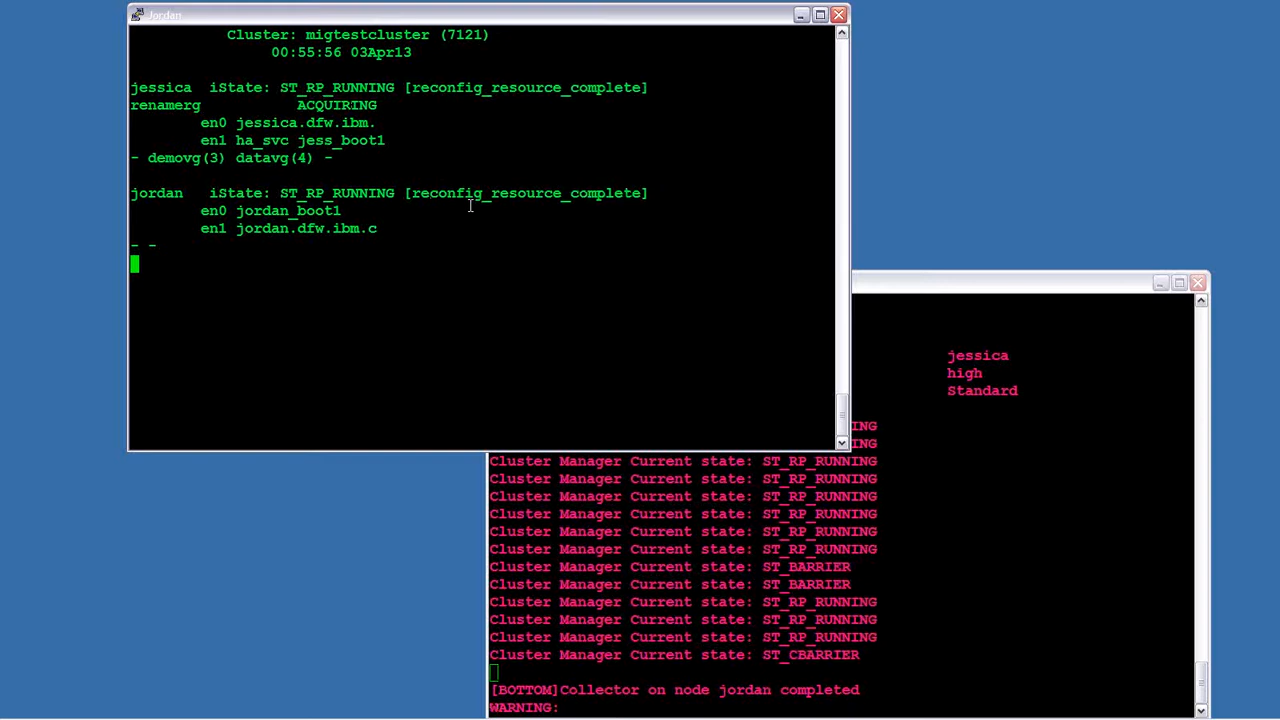 Jordan
Cluster: migtestcluster (7121)
00:55:56 03Apr13
jessica iState: ST_RP_RUNNING [reconfig_resource_complete]
renamerg ACQUIRING
en0 jessica.dfw.ibm.
en1 ha_svc jess_boot1
- demovg(3) datavg(4) -
jordan iState: ST_RP_RUNNING [reconfig_resource_complete]
en0 jordan_boot1
en1 jordan.dfw.ibm.c
- -
jessica
high
Standard
ING
ING
Cluster Manager Current state: ST_RP_RUNNING
Cluster Manager Current state: ST_RP_RUNNING
Cluster Manager Current state: ST_RP_RUNNING
Cluster Manager Current state: ST_RP_RUNNING
Cluster Manager Current state: ST_RP_RUNNING
Cluster Manager Current state: ST_RP_RUNNING
Cluster Manager Current state: ST_BARRIER
Cluster Manager Current state: ST_BARRIER
Cluster Manager Current state: ST_RP_RUNNING
Cluster Manager Current state: ST_RP_RUNNING
Cluster Manager Current state: ST_RP_RUNNING
Cluster Manager Current state: ST_CBARRIER
[BOTTOM]Collector on node jordan completed
WARNING: